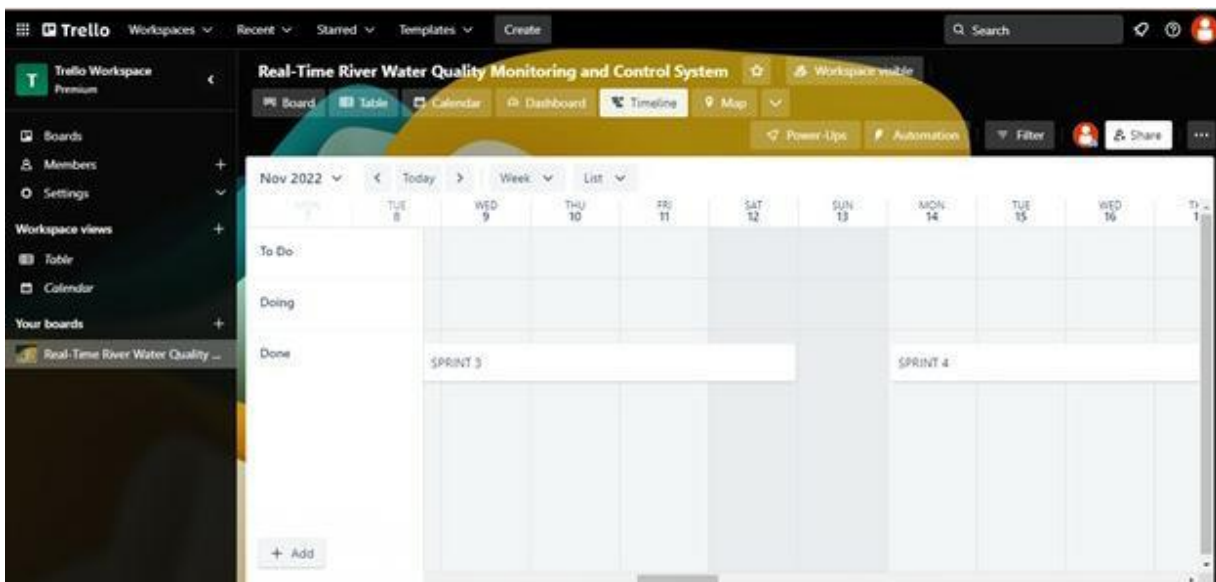 Trello Workspaces Recent Starred Templates Create Search
T Trello Workspace
Premium
Boards
Members
Settings
Workspace views
Table
Calendar
Your boards
Real-Time River Water Quality ...
Real-Time River Water Quality Monitoring and Control System Workspace visible
Board Table Calendar Dashboard Timeline Map
Power-Ups Automation Filter Share
Nov 2022 Today Week List
MON TUE WED THU FRI SAT SUN MON TUE WED
7 8 9 10 11 12 13 14 15 16
To Do
Doing
Done
SPRINT 3 SPRINT 4
+ Add